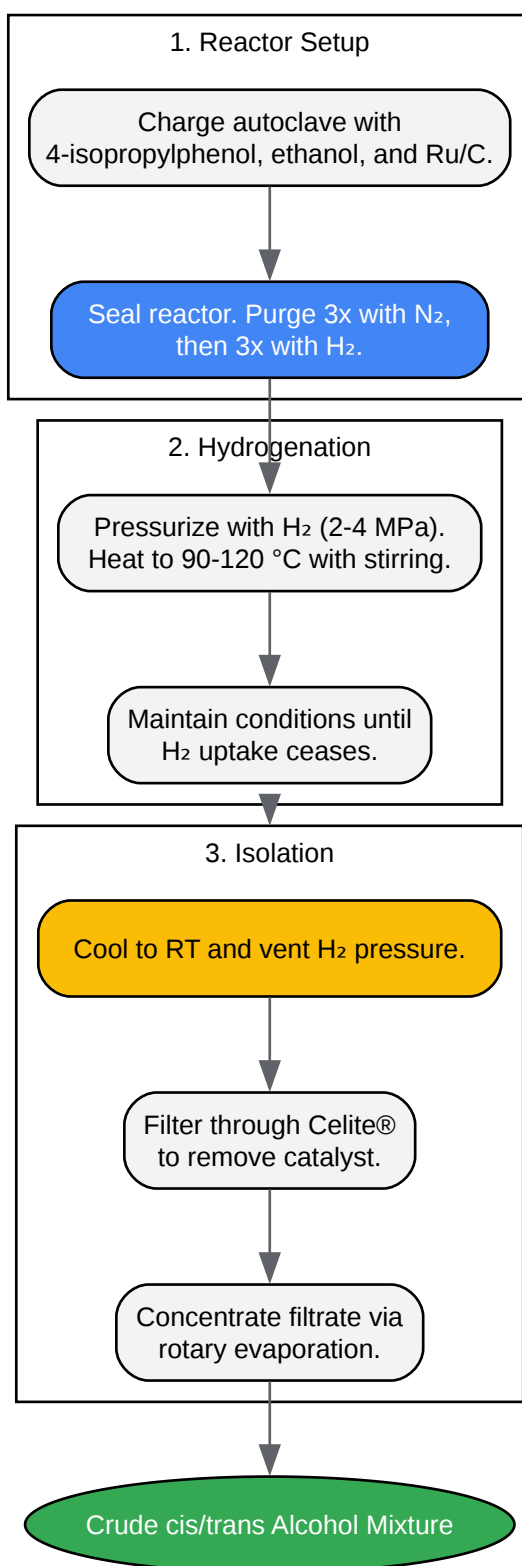 1. Reactor Setup
Charge autoclave with
4-isopropylphenol, ethanol, and Ru/C.
Seal reactor. Purge 3x with N₂,
then 3x with H₂.
2. Hydrogenation
Pressurize with H₂ (2-4 MPa).
Heat to 90-120 °C with stirring.
Maintain conditions until
H₂ uptake ceases.
3. Isolation
Cool to RT and vent H₂ pressure.
Filter through Celite®
to remove catalyst.
Concentrate filtrate via
rotary evaporation.
Crude cis/trans Alcohol Mixture